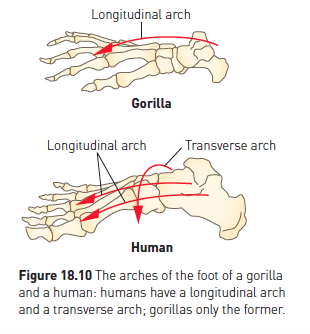 Longitudinal arch
Gorilla
Longitudinal arch
Transverse arch
Human
Figure 18.10 The arches of the foot of a gorilla
and a human: humans have a longitudinal arch
and a transverse arch; gorillas only the former.